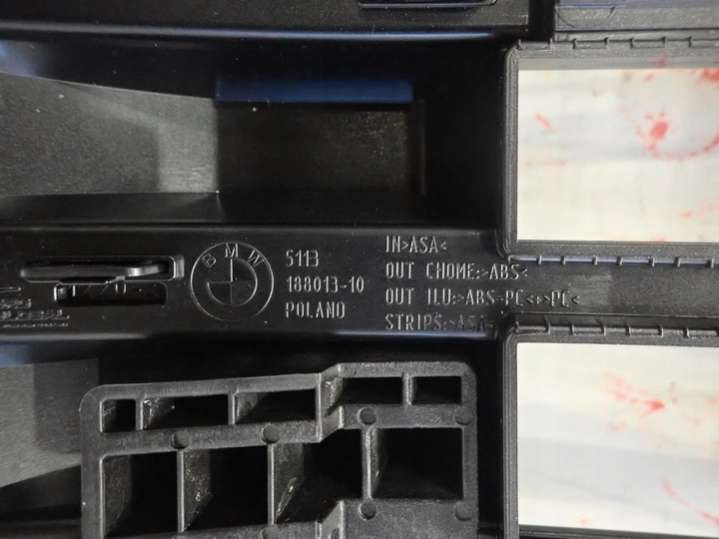 BMW
5113
188013-10
POLAND
IN>ASA<
OUT CHOME:>ABS<
OUT ILU:>ABS-PC<+>PC<
STRIPS:>ASA<